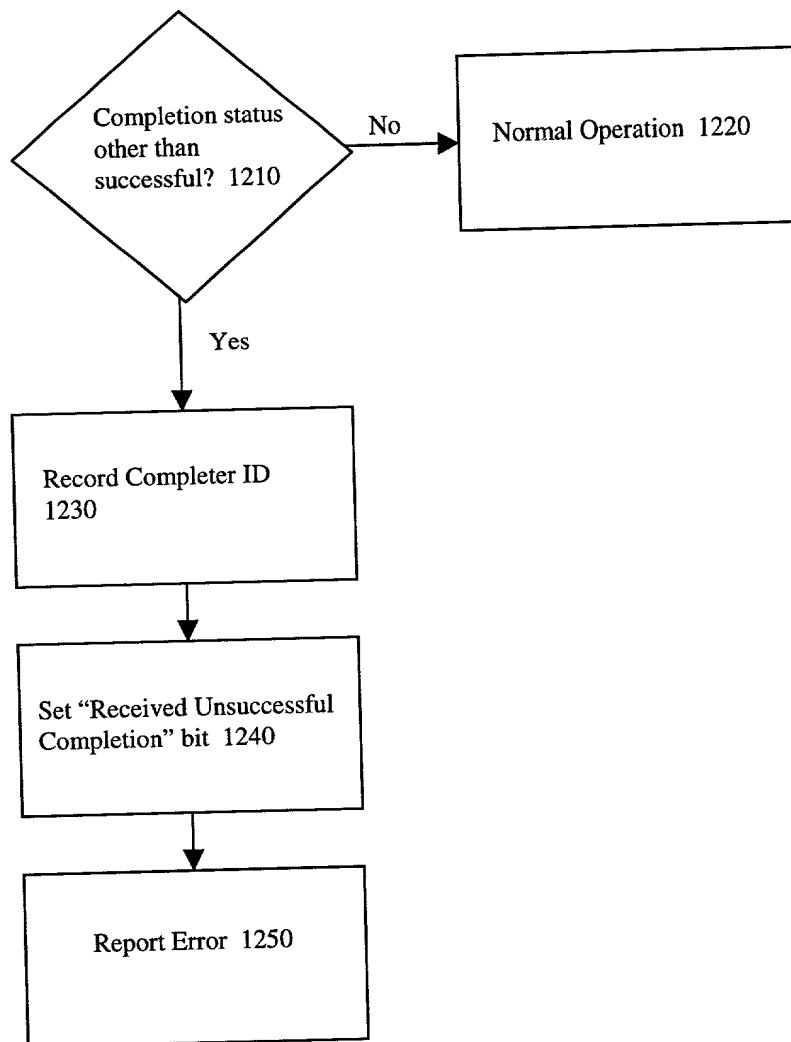 Completion status
other than
successful? 1210
No
Normal Operation 1220
Yes
Record Completer ID
1230
Set “Received Unsuccessful
Completion” bit 1240
Report Error 1250